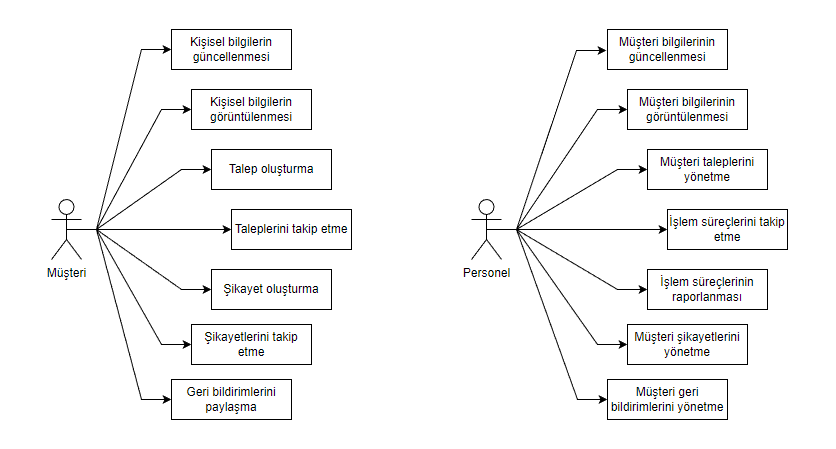 Kişisel bilgilerin
güncellenmesi
Kişisel bilgilerin
görüntülenmesi
Talep oluşturma
Taleplerini takip etme
Müşteri
Şikayet oluşturma
Şikayetlerini takip
etme
Geri bildirimlerini
paylaşma
Müşteri bilgilerinin
güncellenmesi
Müşteri bilgilerinin
görüntülenmesi
Müşteri taleplerini
yönetme
İşlem süreçlerini takip
etme
Personel
İşlem süreçlerinin
raporlanması
Müşteri şikayetlerini
yönetme
Müşteri geri
bildirimlerini yönetme